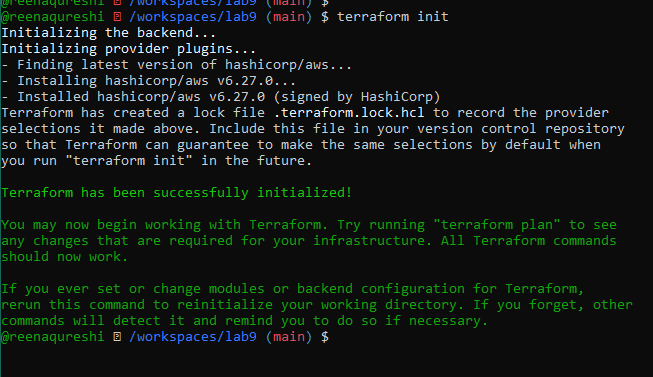 @reenaqureshi /workspaces/lab9 (main) $
@reenaqureshi /workspaces/lab9 (main) $ terraform init
Initializing the backend...
Initializing provider plugins...
- Finding latest version of hashicorp/aws...
- Installing hashicorp/aws v6.27.0...
- Installed hashicorp/aws v6.27.0 (signed by HashiCorp)
Terraform has created a lock file .terraform.lock.hcl to record the provider
selections it made above. Include this file in your version control repository
so that Terraform can guarantee to make the same selections by default when
you run "terraform init" in the future.
Terraform has been successfully initialized!
You may now begin working with Terraform. Try running "terraform plan" to see
any changes that are required for your infrastructure. All Terraform commands
should now work.
If you ever set or change modules or backend configuration for Terraform,
rerun this command to reinitialize your working directory. If you forget, other
commands will detect it and remind you to do so if necessary.
@reenaqureshi /workspaces/lab9 (main) $